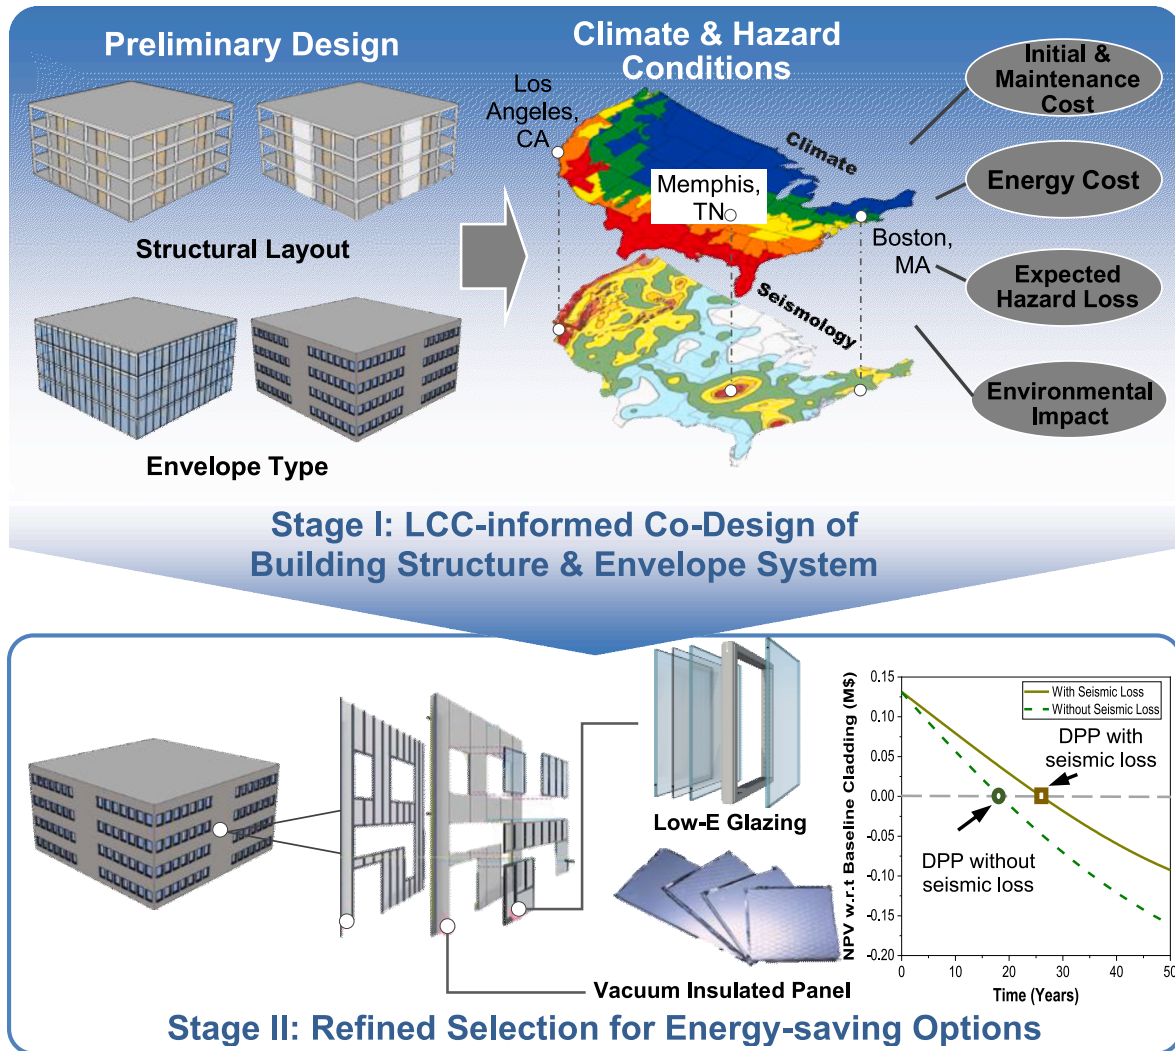 Preliminary Design
Climate & Hazard
Conditions
Initial &
Maintenance
Cost
Los
Angeles,
CA
Climate
Energy Cost
Memphis,
TN
Structural Layout
Boston,
MA
Seismology
Expected
Hazard Loss
Environmental
Impact
Envelope Type
Stage I: LCC-informed Co-Design of
Building Structure & Envelope System
Low-E Glazing
Vacuum Insulated Panel
NPV w.r.t Baseline Cladding (M$)
0.15
0.10
0.05
0.00
-0.05
-0.10
-0.15
-0.20
With Seismic Loss
Without Seismic Loss
DPP with
seismic loss
DPP without
seismic loss
0 10 20 30 40 50
Time (Years)
Stage II: Refined Selection for Energy-saving Options